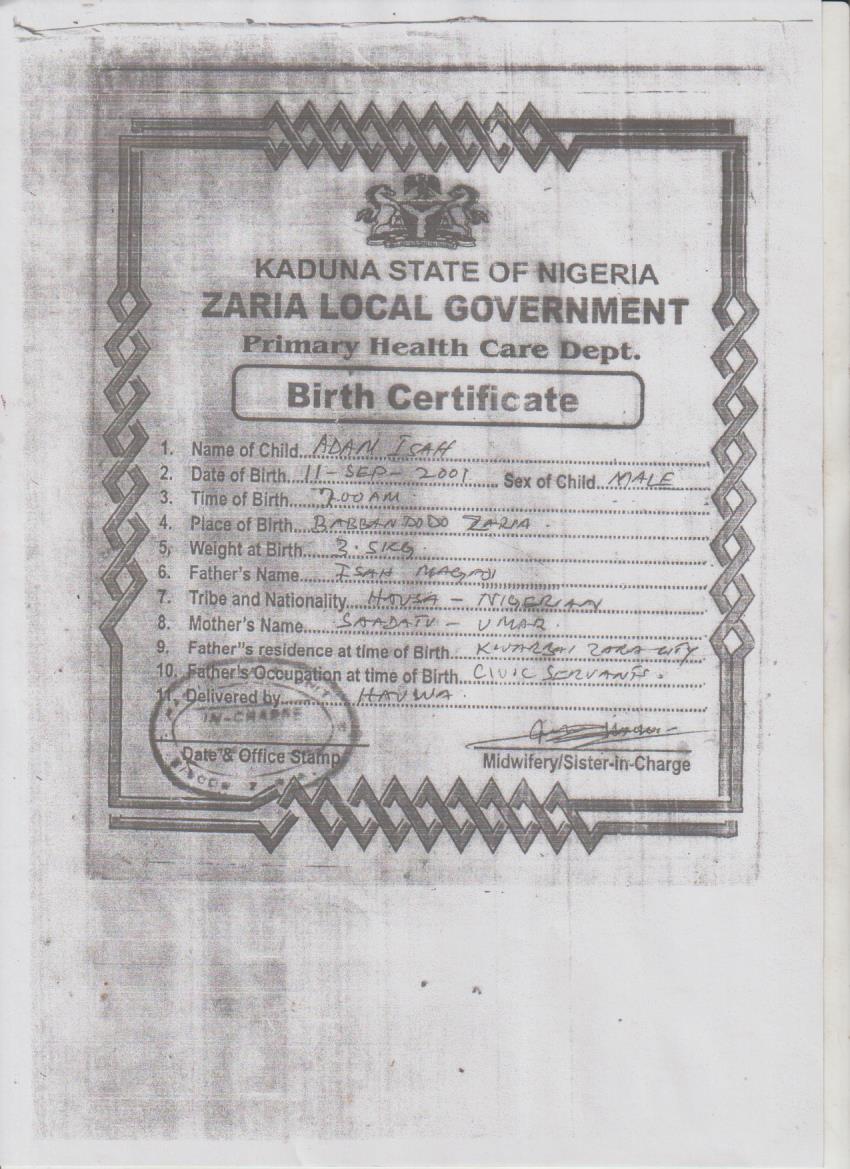 KADUNA STATE OF NIGERIA
ZARIA LOCAL GOVERNMENT
Primary Health Care Dept.
Birth Certificate
1. Name of Child...ADAM ISAH
2. Date of Birth...11-SEP-2001 Sex of Child...MALE
3. Time of Birth...7.00AM
4. Place of Birth...BABBAN DODO ZARIA.
5, Weight at Birth...3.5KG.
6. Father's Name...ISAH MAGAJI
7. Tribe and Nationality...HAUSA - NIGERIAN
8. Mother's Name...SAADATU - UMAR.
9. Father"s residence at time of Birth...KWARBAI ZARIA CITY
10. Father's Occupation at time of Birth. CIVIC SERVANTS.
11. Delivered by...HAUWA.
IN-CHARGE
Date & Office Stamp
Midwifery/Sister-in-Charge